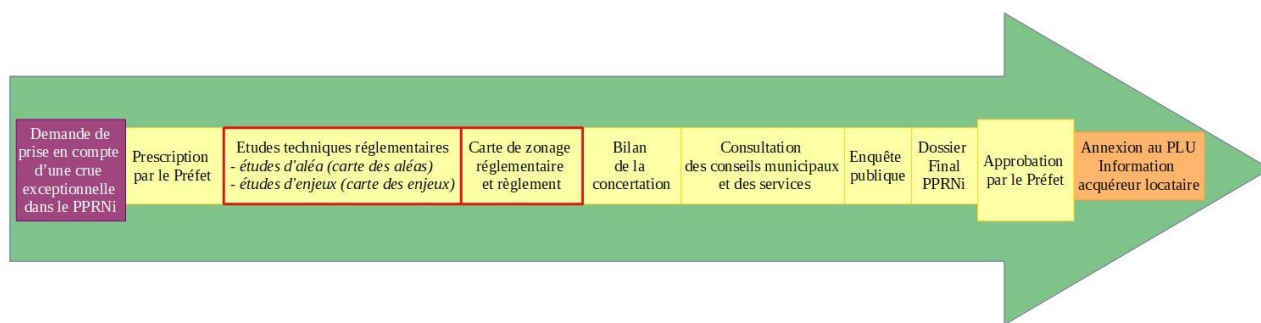 Demande de
prise en compte
d'une crue
exceptionnelle
dans le PPRNi
Prescription
par le Préfet
Etudes techniques réglementaires
- études d'aléa (carte des aléas)
- études d'enjeux (carte des enjeux)
Carte de zonage
réglementaire
et règlement
Bilan
de la
concertation
Consultation
des conseils municipaux
et des services
Enquête
publique
Dossier
Final
PPRNi
Approbation
par le Préfet
Annexion au PLU
Information
acquéreur locataire